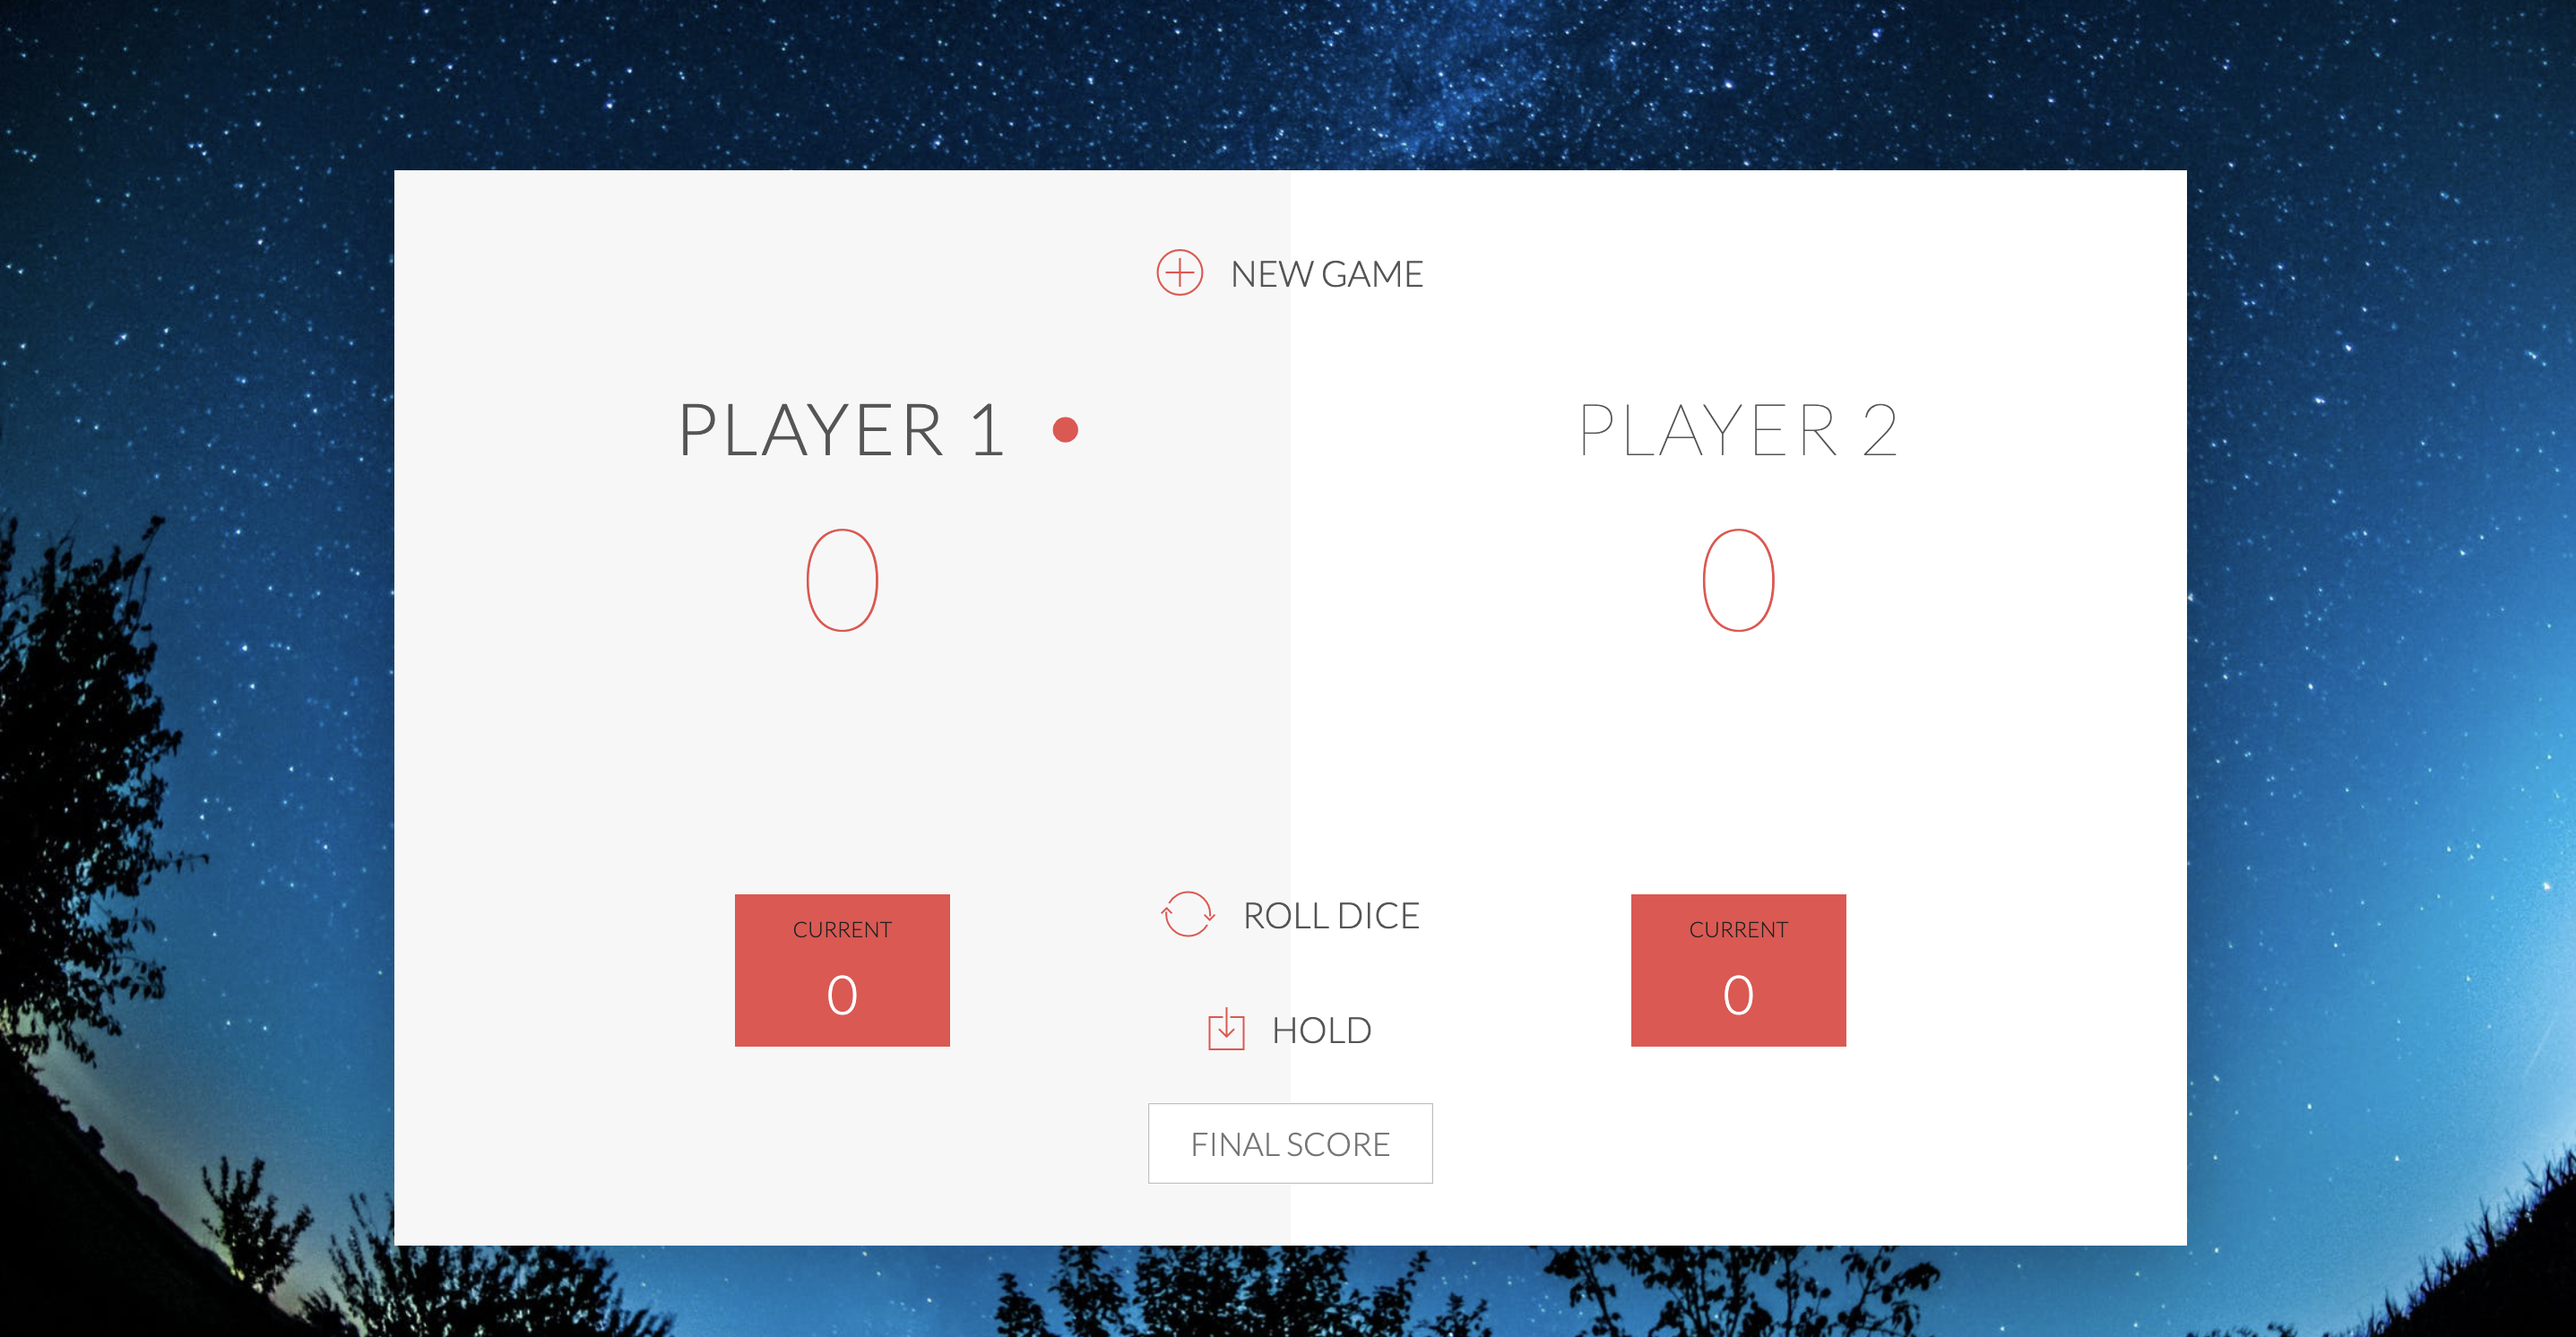 NEW GAME
PLAYER 1
0
PLAYER 2
0
CURRENT
0
ROLL DICE
HOLD
FINAL SCORE
CURRENT
0